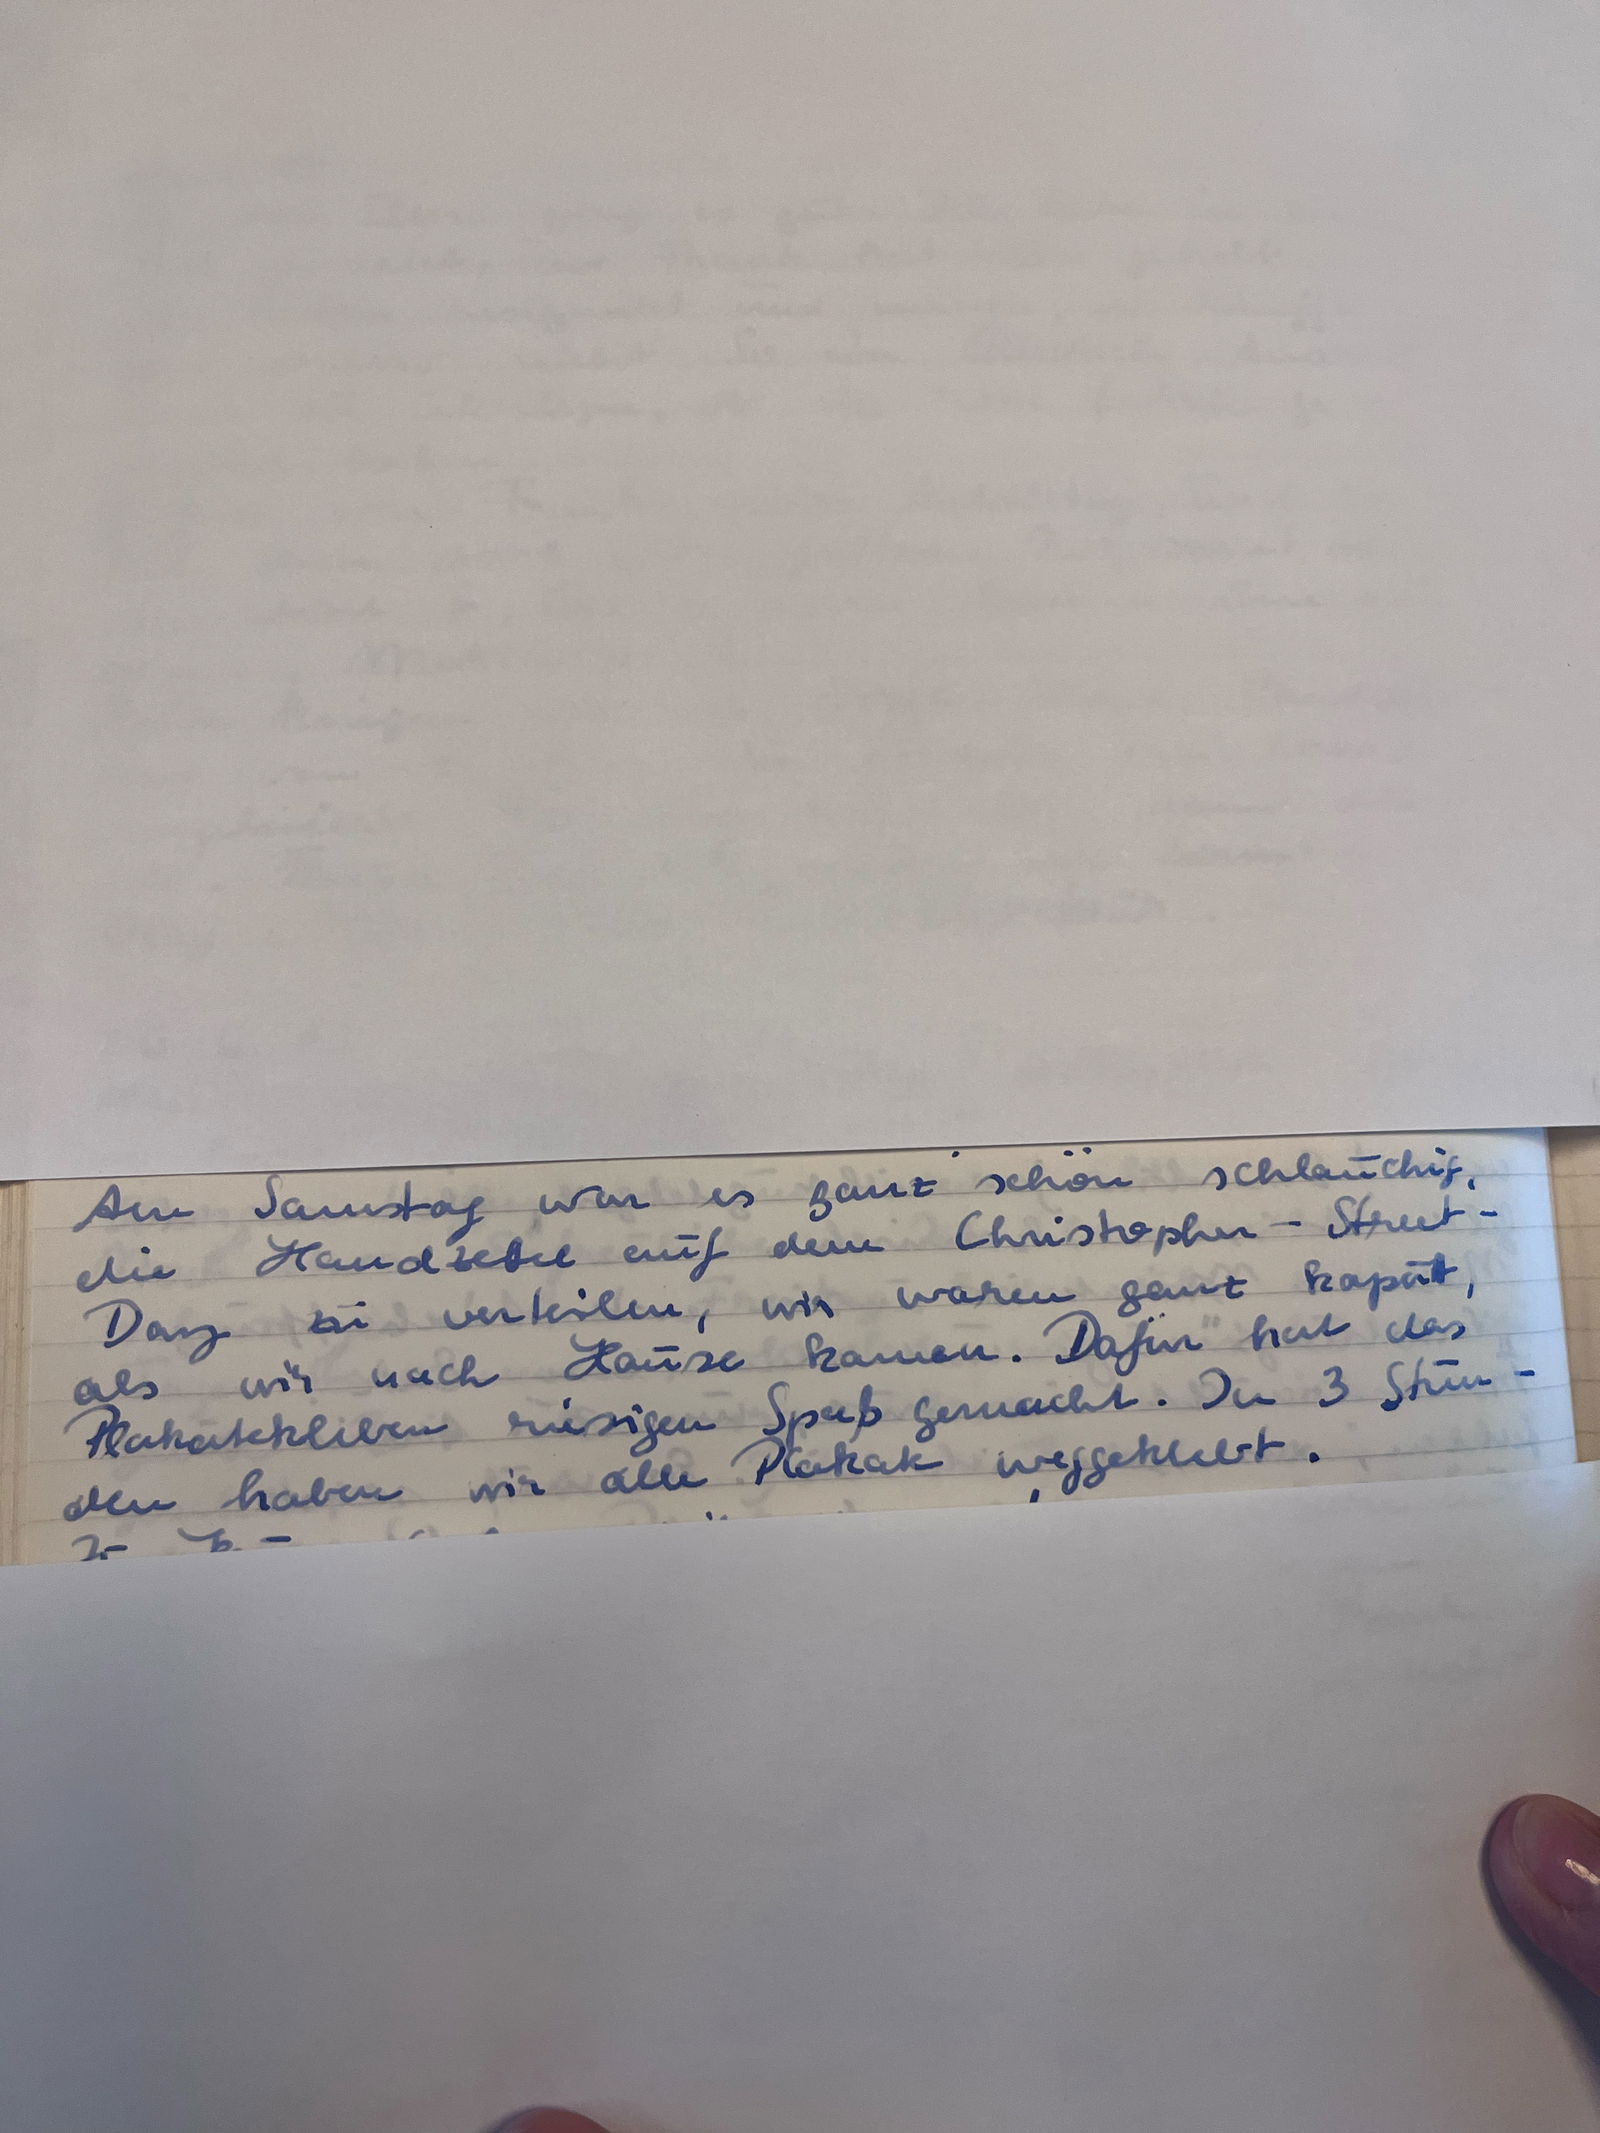 Am Samstag war es ganz schön schlauchig,
die Handzettel auf dem Christopher-Street-
Day zu verteilen, wir waren ganz kaputt,
als wir nach Hause kamen. Dafür hat das
Plakatekleben riesigen Spaß gemacht. In 3 Stun-
den haben wir alle Plakate weggeklebt.